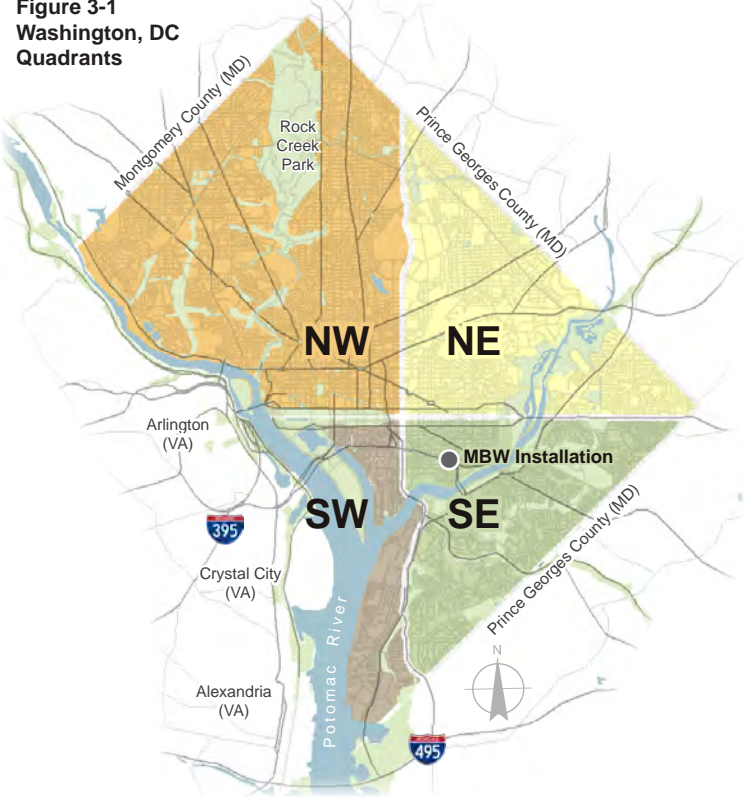 Figure 3-1
Washington, DC
Quadrants
Montgomery County (MD)
Rock
Creek
Park
Prince Georges County (MD)
NW
NE
Arlington
(VA)
MBW Installation
SW
SE
395
Crystal City
(VA)
Prince Georges County (MD)
Potomac River
N
Alexandria
(VA)
495